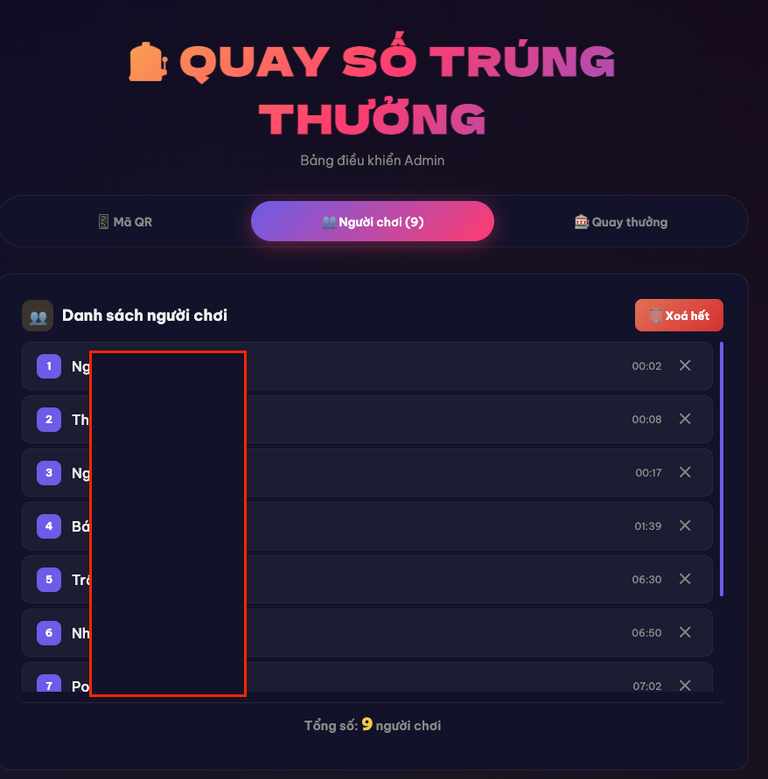 QUAY SỐ TRÚNG
THƯỞNG
Bảng điều khiển Admin
Mã QR
Người chơi (9)
Quay thưởng
Danh sách người chơi
Xoá hết
1 Ng 00:02
2 Th 00:08
3 Ng 00:17
4 Bá 01:39
5 Trầ 06:30
6 Nh 06:50
7 Po 07:02
Tổng số: 9 người chơi